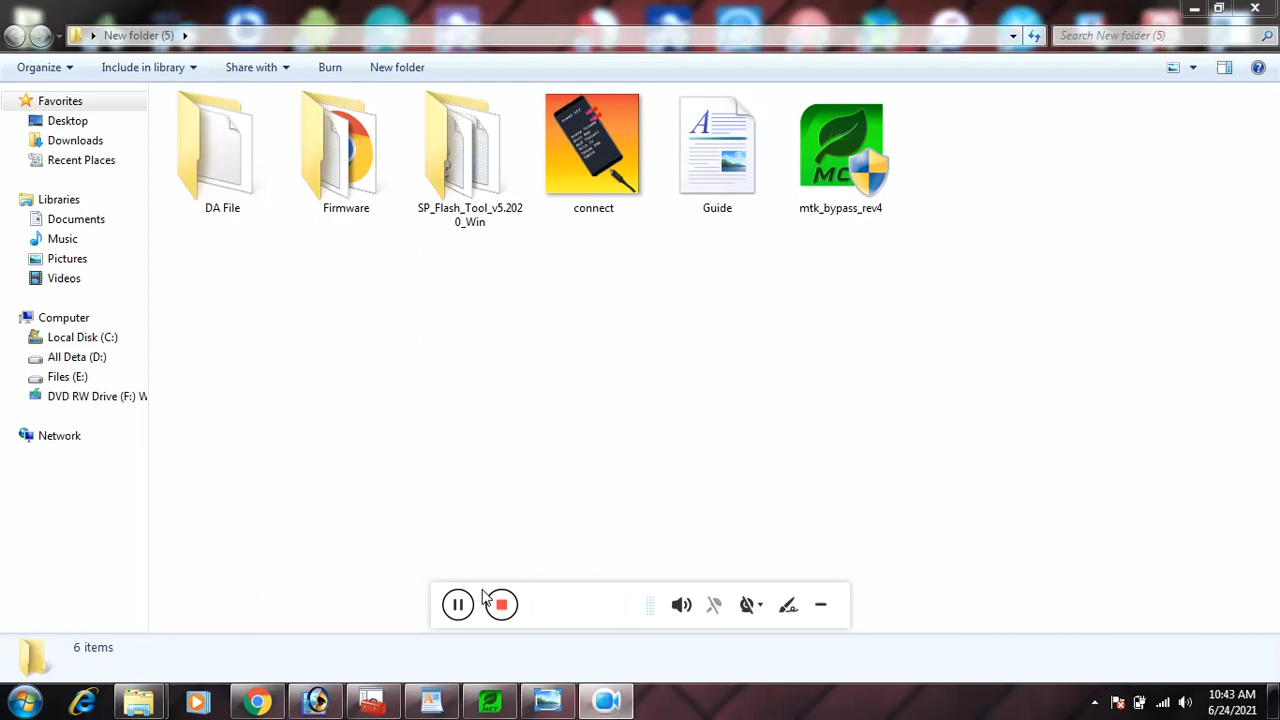 New folder (5)
Search New folder (5)
Organize
Include in library
Share with
Burn
New folder
Favorites
Desktop
Downloads
Recent Places
Libraries
Documents
Music
Pictures
Videos
Computer
Local Disk (C:)
All Deta (D:)
Files (E:)
DVD RW Drive (F:) W
Network
DA File
Firmware
SP_Flash_Tool_v5.202
0_Win
connect
A
Guide
MCT
mtk_bypass_rev4
6 items
MCT
10:43 AM
6/24/2021